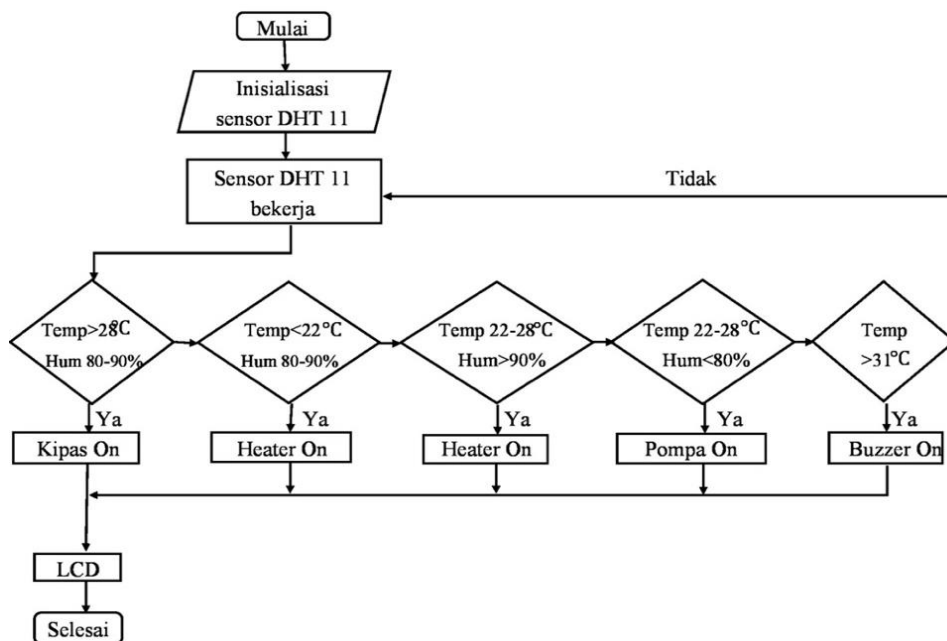 Mulai
Inisialisasi
sensor DHT 11
Sensor DHT 11
bekerja
Tidak
Temp>28℃
Hum 80-90%
Temp<22℃
Hum 80-90%
Temp 22-28℃
Hum>90%
Temp 22-28℃
Hum<80%
Temp
>31℃
Ya
Ya
Ya
Ya
Ya
Kipas On
Heater On
Heater On
Pompa On
Buzzer On
LCD
Selesai